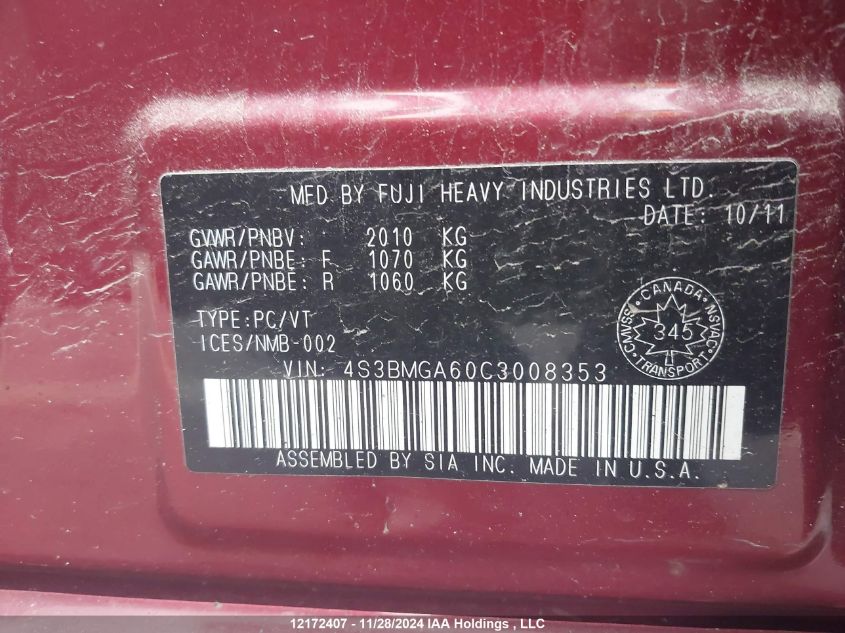 MFD BY FUJI HEAVY INDUSTRIES LTD.
DATE: 10/11
GVWR/PNBV: 2010 KG
GAWR/PNBE: F 1070 KG
GAWR/PNBE: R 1060 KG
TYPE:PC/VT
ICES/NMB-002
CANADA
CMVSS 345 NSVAC
TRANSPORT
VIN: 4S3BMGA60C3008353
ASSEMBLED BY SIA INC. MADE IN U.S.A.
12172407 - 11/28/2024 IAA Holdings , LLC